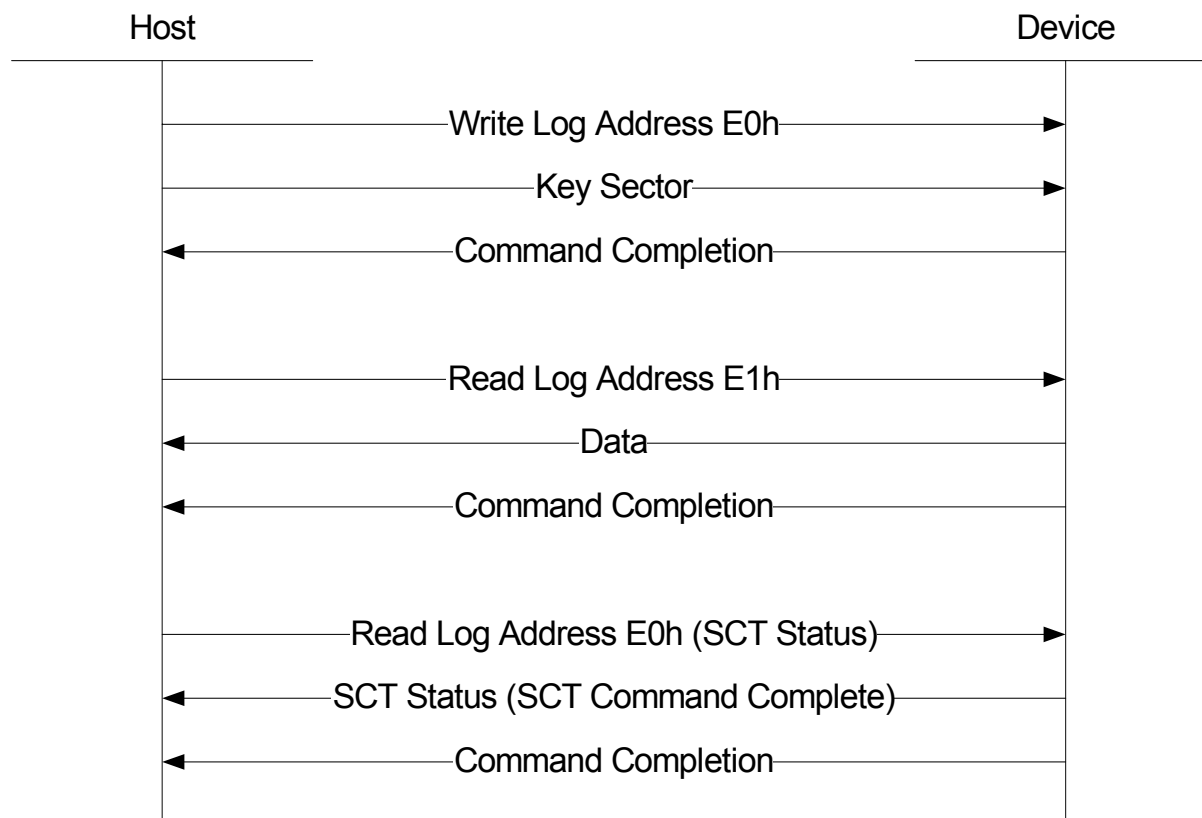 Host
Device
Write Log Address E0h
Key Sector
Command Completion
Read Log Address E1h
Data
Command Completion
Read Log Address E0h (SCT Status)
SCT Status (SCT Command Complete)
Command Completion